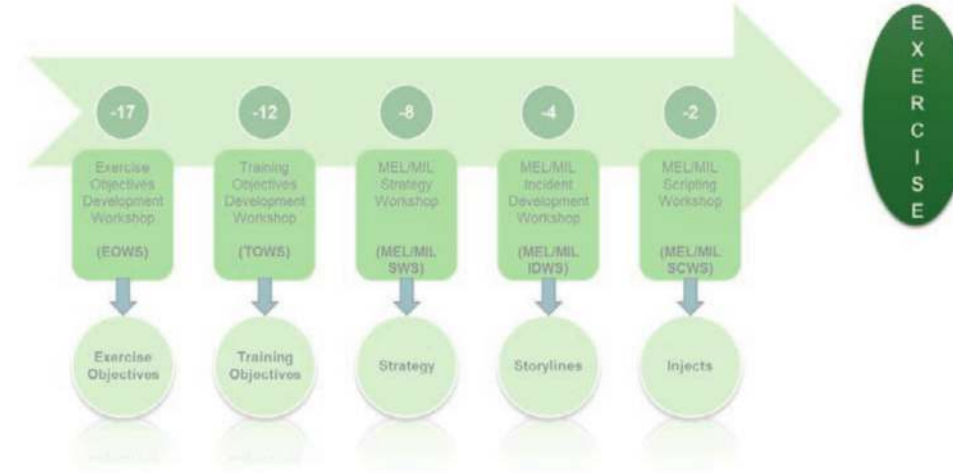 -17
-12
-8
-4
-2
Exercise
Objectives
Development
Workshop
(EOWS)
Training
Objectives
Development
Workshop
(TOWS)
MEL/MIL
Strategy
Workshop
(MEL/MIL
SWS)
MEL/MIL
Incident
Development
Workshop
(MEL/MIL
IDWS)
MEL/MIL
Scripting
Workshop
(MEL/MIL
SCWS)
Exercise
Objectives
Training
Objectives
Strategy
Storylines
Injects
E
X
E
R
C
I
S
E